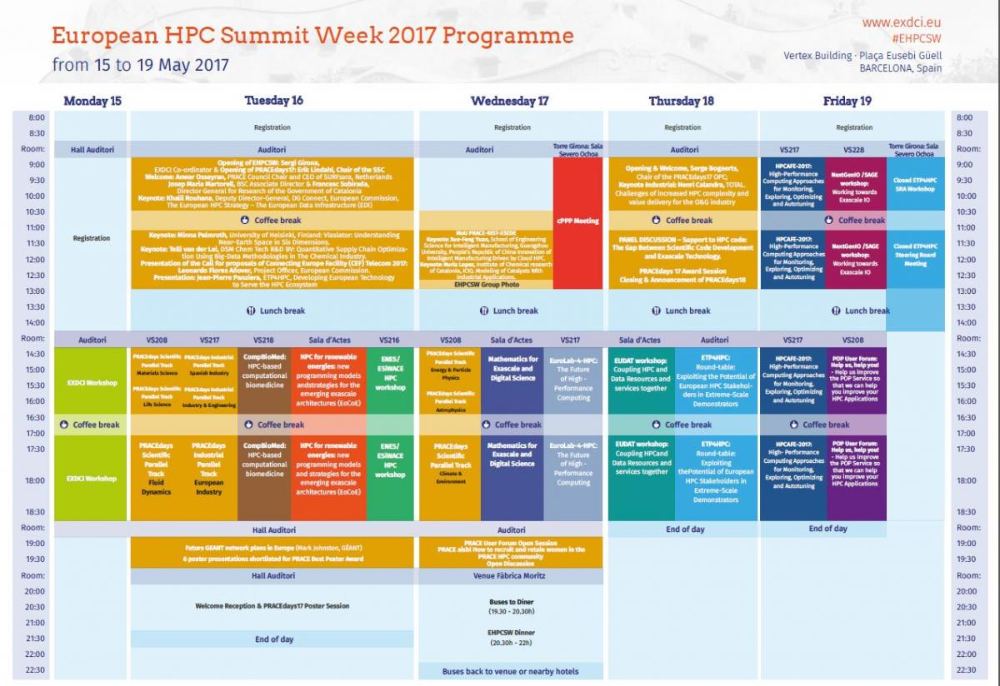 European HPC Summit Week 2017 Programme
from 15 to 19 May 2017
www.exdci.eu
#EHPCSW
Vertex Building · Plaça Eusebi Güell
BARCELONA, Spain
Monday 15
Tuesday 16
Wednesday 17
Thursday 18
Friday 19
8:00
8:30
Room:
9:00
9:30
10:00
10:30
11:00
11:30
12:00
12:30
13:00
13:30
14:00
Room:
14:30
15:00
15:30
16:00
16:30
17:00
17:30
18:00
18:30
Room:
19:00
19:30
Room:
20:00
20:30
21:00
21:30
22:00
22:30
Hall Auditori
Registration
Auditori
EXDCI Workshop
Coffee break
EXDCI Workshop
Registration
Auditori
Opening of EHPCSW: Sergi Girona,
EXDCI Co-ordinator & Opening of PRACEdays17: Erik Lindahl, Chair of the SSC
Welcome: Anwar Osseyran, PRACE Council Chair and CEO of SURFsara, Netherlands
Josep Maria Martorell, BSC Associate Director & Francesc Subirada,
Director General for Research of the Government of Catalonia
Keynote: Khalil Rouhana, Deputy Director-General, DG Connect, European Commission,
The European HPC Strategy – The European Data Infrastructure (EDI)
Coffee break
Keynote: Minna Palmroth, University of Helsinki, Finland: Vlasiator: Understanding
Near-Earth Space in Six Dimensions.
Keynote: Telli van der Lei, DSM Chem Tech R&D BV: Quantitative Supply Chain Optimiza-
tion Using Big-Data Methodologies in The Chemical Industry.
Presentation of the Call for proposals of Connecting Europe Facility (CEF) Telecom 2017:
Leonardo Flores Añover, Project Officer, European Commission.
Presentation: Jean-Pierre Panziera, ETP4HPC, Developing European Technology
to Serve the HPC Ecosystem
Lunch break
VS208
VS217
VS218
Sala d'Actes
VS216
PRACEdays Scientific
Parallel Track
Materials Science
PRACEdays Scientific
Parallel Track
Life Science
PRACEdays Industrial
Parallel Track
Spanish Industry
PRACEdays Industrial
Parallel Track
Industry & Engineering
CompBioMed:
HPC-based
computational
biomedicine
HPC for renewable
energies: new
programming models
andstrategies for the
emerging exascale
architectures (EoCoE)
ENES/
ESiWACE
HPC
workshop
Coffee break
PRACEdays
Scientific
Parallel
Track
Fluid
Dynamics
PRACEdays
Industrial
Parallel
Track
European
Industry
CompBioMed:
HPC-based
computational
biomedicine
HPC for renewable
energies: new
programming models
and strategies for the
emerging exascale
architectures (EoCoE)
ENES/
ESiWACE
HPC
workshop
Hall Auditori
Future GEANT network plans in Europe (Mark Johnston, GÉANT)
6 poster presentations shortlisted for PRACE Best Poster Award
Hall Auditori
Welcome Reception & PRACEdays17 Poster Session
End of day
Registration
Auditori
Torre Girona: Sala
Severo Ochoa
cPPP Meeting
MoU PRACE-RIST-XSEDE
Keynote: Xue-Feng Yuan, School of Engineering
Science for Intelligent Manufacturing, Guangzhou
University, People's Republic of China Innovation of
Intelligent Manufacturing Driven by Cloud HPC.
Keynote: Nuria Lopez, Institute of Chemical research
of Catalonia, ICIQ. Modeling of Catalysts With
Industrial Applications.
EHPCSW Group Photo
Lunch break
VS208
Sala d'Actes
VS217
PRACEdays Scientific
Parallel Track
Energy & Particle
Physics
PRACEdays Scientific
Parallel Track
Astrophysics
Mathematics for
Exascale and
Digital Science
EuroLab-4-HPC:
The Future
of High -
Performance
Computing
Coffee break
PRACEdays
Scientific
Parallel Track
Climate &
Environment
Mathematics for
Exascale and
Digital Science
EuroLab-4-HPC:
The Future
of High -
Performance
Computing
Auditori
PRACE User Forum Open Session
PRACE aisbl How to recruit and retain women in the
PRACE HPC community
Open Discussion
Venue Fàbrica Moritz
Buses to Diner
(19.30 - 20.30h)
EHPCSW Dinner
(20.30h - 22h)
Buses back to venue or nearby hotels
Registration
Auditori
Opening & Welcome, Serge Bogaerts,
Chair of the PRACEd17 OPC;
Keynote Industrial: Henri Calandra, TOTAL.
Challenges of increased HPC complexity and
value delivery for the O&G industry
Coffee break
PANEL DISCUSSION – Support to HPC code:
The Gap Between Scientific Code Development
and Exascale Technology.
PRACEdays 17 Award Session
Closing & Announcement of PRACEdays18
Lunch break
Sala d'Actes
Auditori
EUDAT workshop:
Coupling HPC and
Data Resources and
services together
ETP4HPC:
Round-table:
Exploiting the Potential of
European HPC Stakehol-
ders in Extreme-Scale
Demonstrators
Coffee break
EUDAT workshop:
Coupling HPCand
Data Resources and
services together
ETP4HPC:
Round-table:
Exploiting
thePotential of European
HPC Stakeholders in
Extreme-Scale
Demonstrators
End of day
Registration
VS217
VS228
Torre Girona: Sala
Severo Ochoa
HPCAFE-2017:
High-Performance
Computing Approaches
for Monitoring,
Exploring, Optimizing
and Autotuning
NextGenIO /SAGE
workshop:
Working towards
Exascale IO
Closed ETP4HPC
SRA Workshop
Coffee break
HPCAFE-2017:
High-Performance
Computing Approaches
for Monitoring,
Exploring, Optimizing
and Autotuning
NextGenIO /SAGE
workshop:
Working towards
Exascale IO
Closed ETP4HPC
Steering Board
Meeting
Lunch break
VS217
VS208
HPCAFE-2017:
High- Performance
Computing Approaches
for Monitoring,
Exploring, Optimizing
and Autotuning
POP User Forum:
Help us, help you!
- Help us improve
the POP Service so
that we can help
you improve your
HPC Applications
Coffee break
HPCAFE-2017:
High- Performance
Computing Approaches
for Monitoring,
Exploring, Optimizing
and Autotuning
POP User Forum:
Help us, help you!
- Help us improve
the POP Service so
that we can help
you improve your
HPC Applications
End of day
8:00
8:30
Room:
9:00
9:30
10:00
10:30
11:00
11:30
12:00
12:30
13:00
13:30
14:00
Room:
14:30
15:00
15:30
16:00
16:30
17:00
17:30
18:00
18:30
Room:
19:00
19:30
Room:
20:00
20:30
21:00
21:30
22:00
22:30